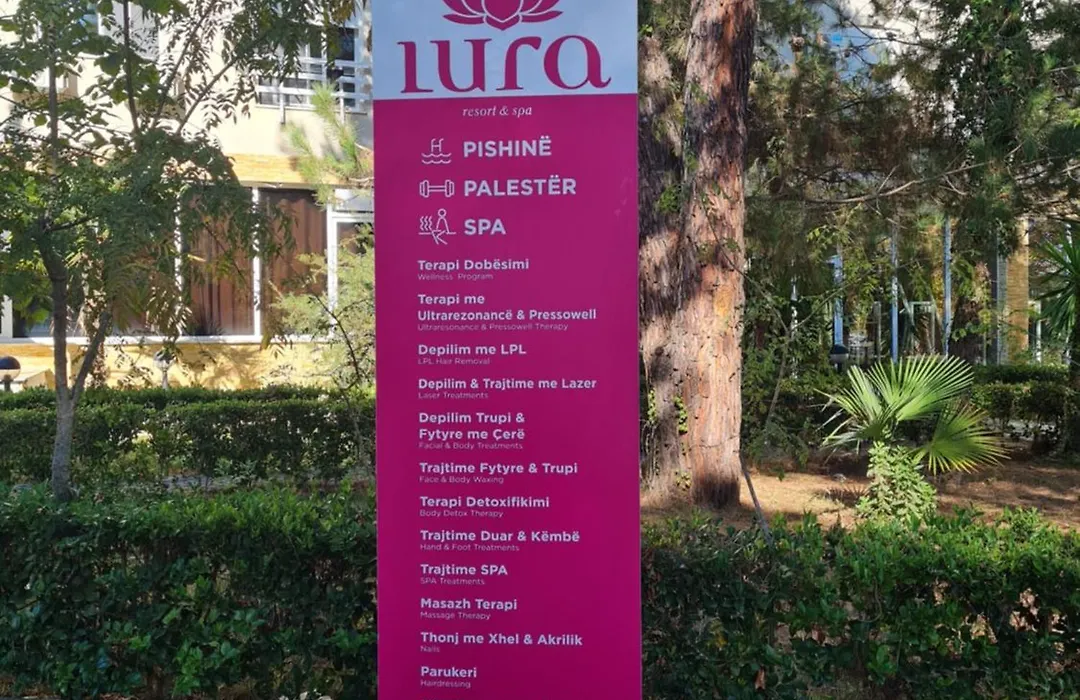 lura
resort & spa
PISHINË
PALESTËR
SPA
Terapi Dobësimi
Wellness Program
Terapi me
Ultrarezonancë & Pressowell
Ultraresonance & Pressowell Therapy
Depilim me LPL
LPL Hair Removal
Depilim & Trajtime me Lazer
Laser Treatments
Depilim Trupi &
Fytyre me Çerë
Facial & Body Treatments
Trajtime Fytyre & Trupi
Face & Body Waxing
Terapi Detoxifikimi
Body Detox Therapy
Trajtime Duar & Këmbë
Hand & Foot Treatments
Trajtime SPA
SPA Treatments
Masazh Terapi
Massage Therapy
Thonj me Xhel & Akrilik
Nails
Parukeri
Hairdressing